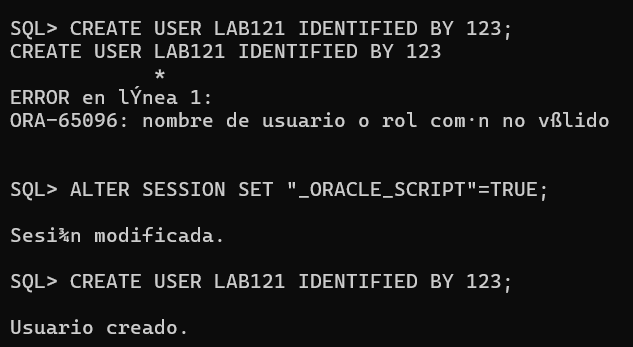 SQL> CREATE USER LAB121 IDENTIFIED BY 123;
CREATE USER LAB121 IDENTIFIED BY 123
*
ERROR en lÝnea 1:
ORA-65096: nombre de usuario o rol com·n no vßlido
SQL> ALTER SESSION SET "_ORACLE_SCRIPT"=TRUE;
Sesi¾n modificada.
SQL> CREATE USER LAB121 IDENTIFIED BY 123;
Usuario creado.